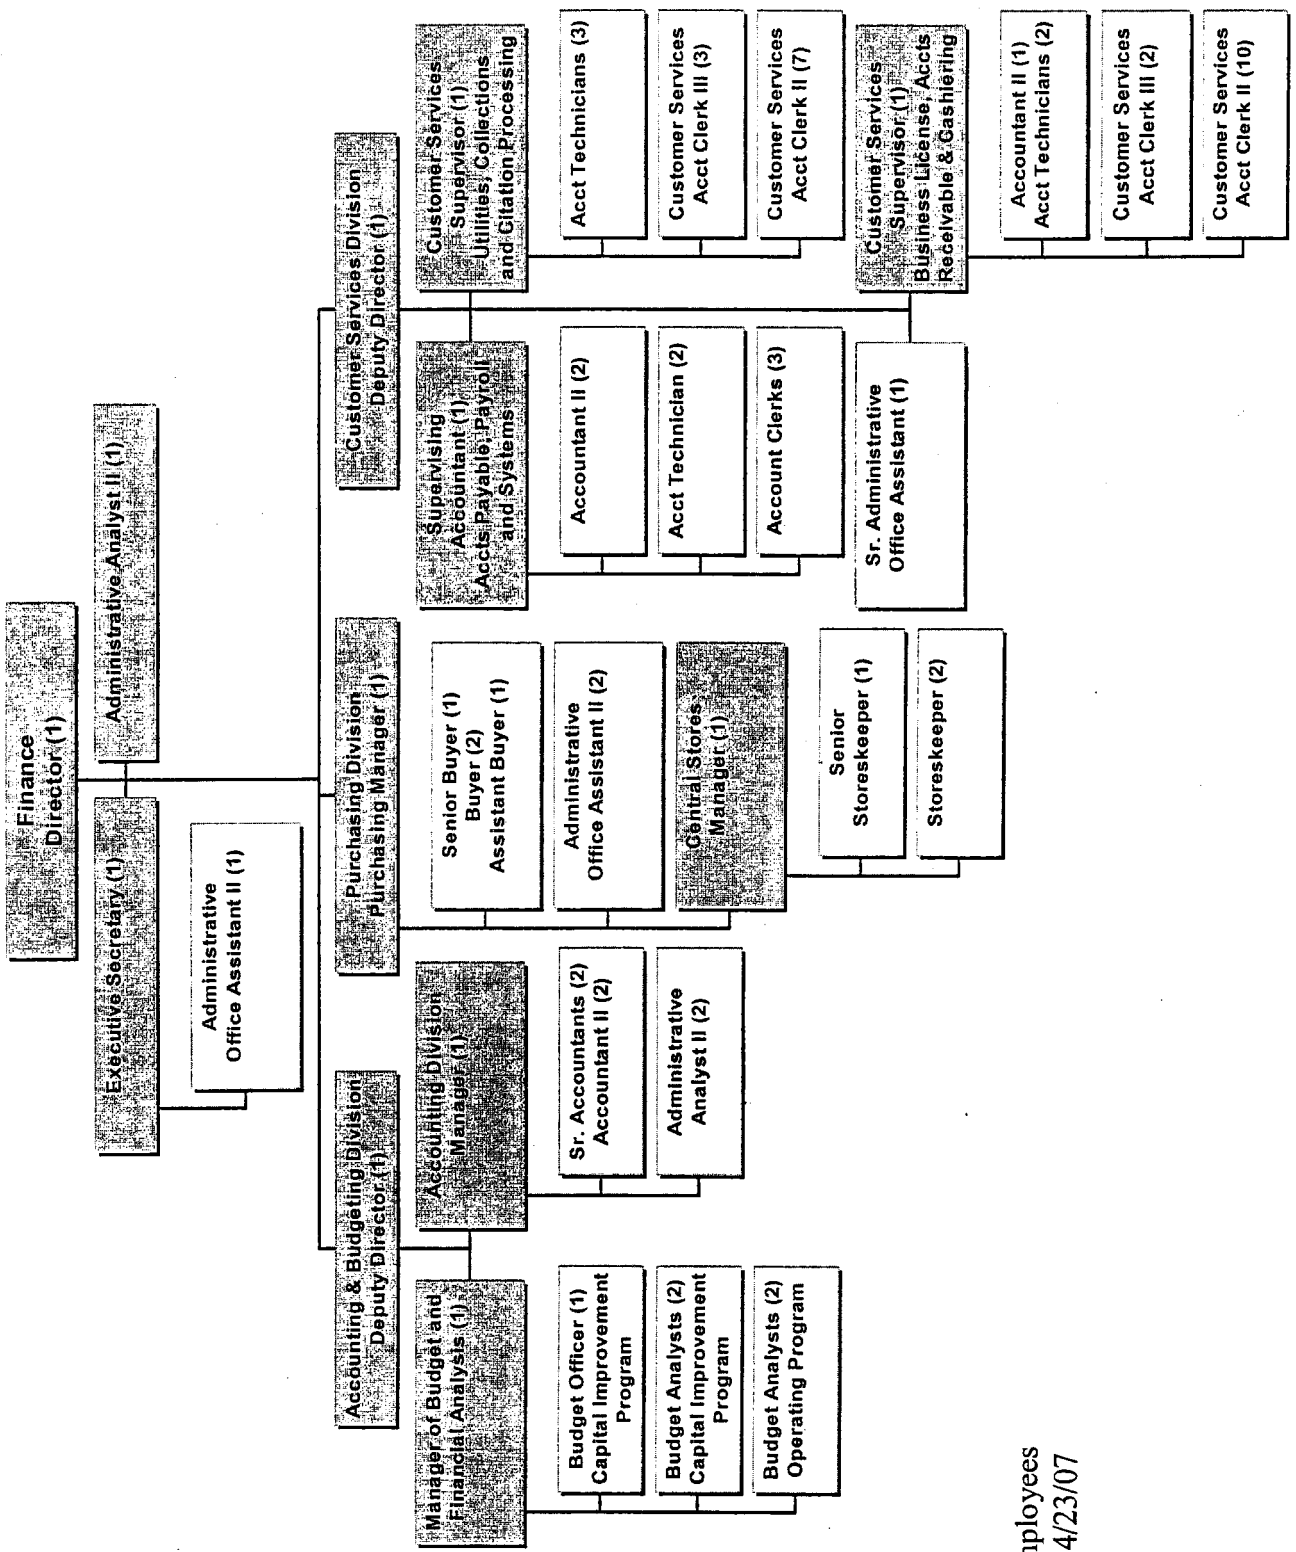 Finance
Director (1)
Executive Secretary (1)
Administrative Analyst II (1)
Administrative
Office Assistant II (1)
Accounting & Budgeting Division
Deputy Director (1)
Purchasing Division
Purchasing Manager (1)
Customer Services Division
Deputy Director (1)
Manager of Budget and
Financial Analysis (1)
Budget Officer (1)
Capital Improvement
Program
Budget Analysts (2)
Capital Improvement
Program
Budget Analysts (2)
Operating Program
Accounting Division
Manager (1)
Sr. Accountants (2)
Accountant II (2)
Administrative
Analyst II (2)
Senior Buyer (1)
Buyer (2)
Assistant Buyer (1)
Administrative
Office Assistant II (2)
Central Stores
Manager (1)
Senior
Storeskeeper (1)
Storeskeeper (2)
Supervising
Accountant (1)
Accts Payable, Payroll
and Systems
Accountant II (2)
Acct Technician (2)
Account Clerks (3)
Sr. Administrative
Office Assistant (1)
Customer Services
Supervisor (1)
Utilities, Collections
and Citation Processing
Acct Technicians (3)
Customer Services
Acct Clerk III (3)
Customer Services
Acct Clerk II (7)
Customer Services
Supervisor (1)
Business License, Accts
Receivable & Cashiering
Accountant II (1)
Acct Technicians (2)
Customer Services
Acct Clerk III (2)
Customer Services
Acct Clerk II (10)
4/23/07